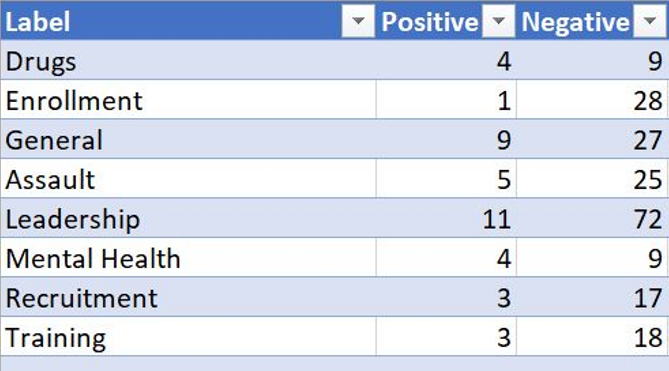 Label Positive Negative
Drugs 4 9
Enrollment 1 28
General 9 27
Assault 5 25
Leadership 11 72
Mental Health 4 9
Recruitment 3 17
Training 3 18